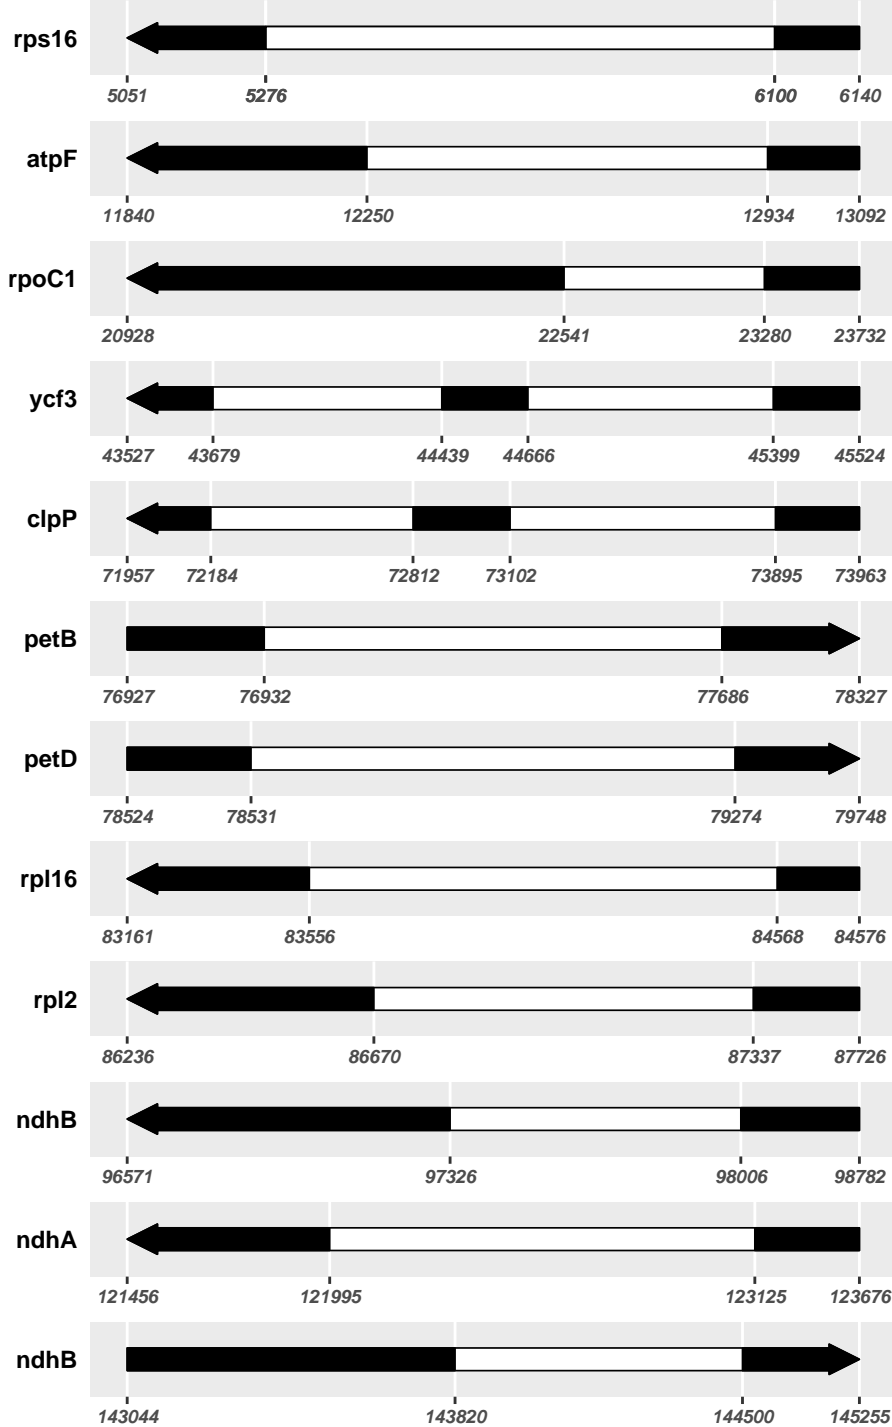 rps16
5051 5276 6100 6140
atpF
11840 12250 12934 13092
rpoC1
20928 22541 23280 23732
ycf3
43527 43679 44439 44666 45399 45524
clpP
71957 72184 72812 73102 73895 73963
petB
76927 76932 77686 78327
petD
78524 78531 79274 79748
rpl16
83161 83556 84568 84576
rpl2
86236 86670 87337 87726
ndhB
96571 97326 98006 98782
ndhA
121456 121995 123125 123676
ndhB
143044 143820 144500 145255